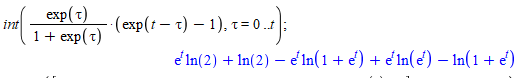 int( exp(τ)/(1 + exp(τ)) · (exp(t − τ) − 1), τ = 0 ..t );
e^t ln(2) + ln(2) − e^t ln(1 + e^t) + e^t ln(e^t) − ln(1 + e^t)